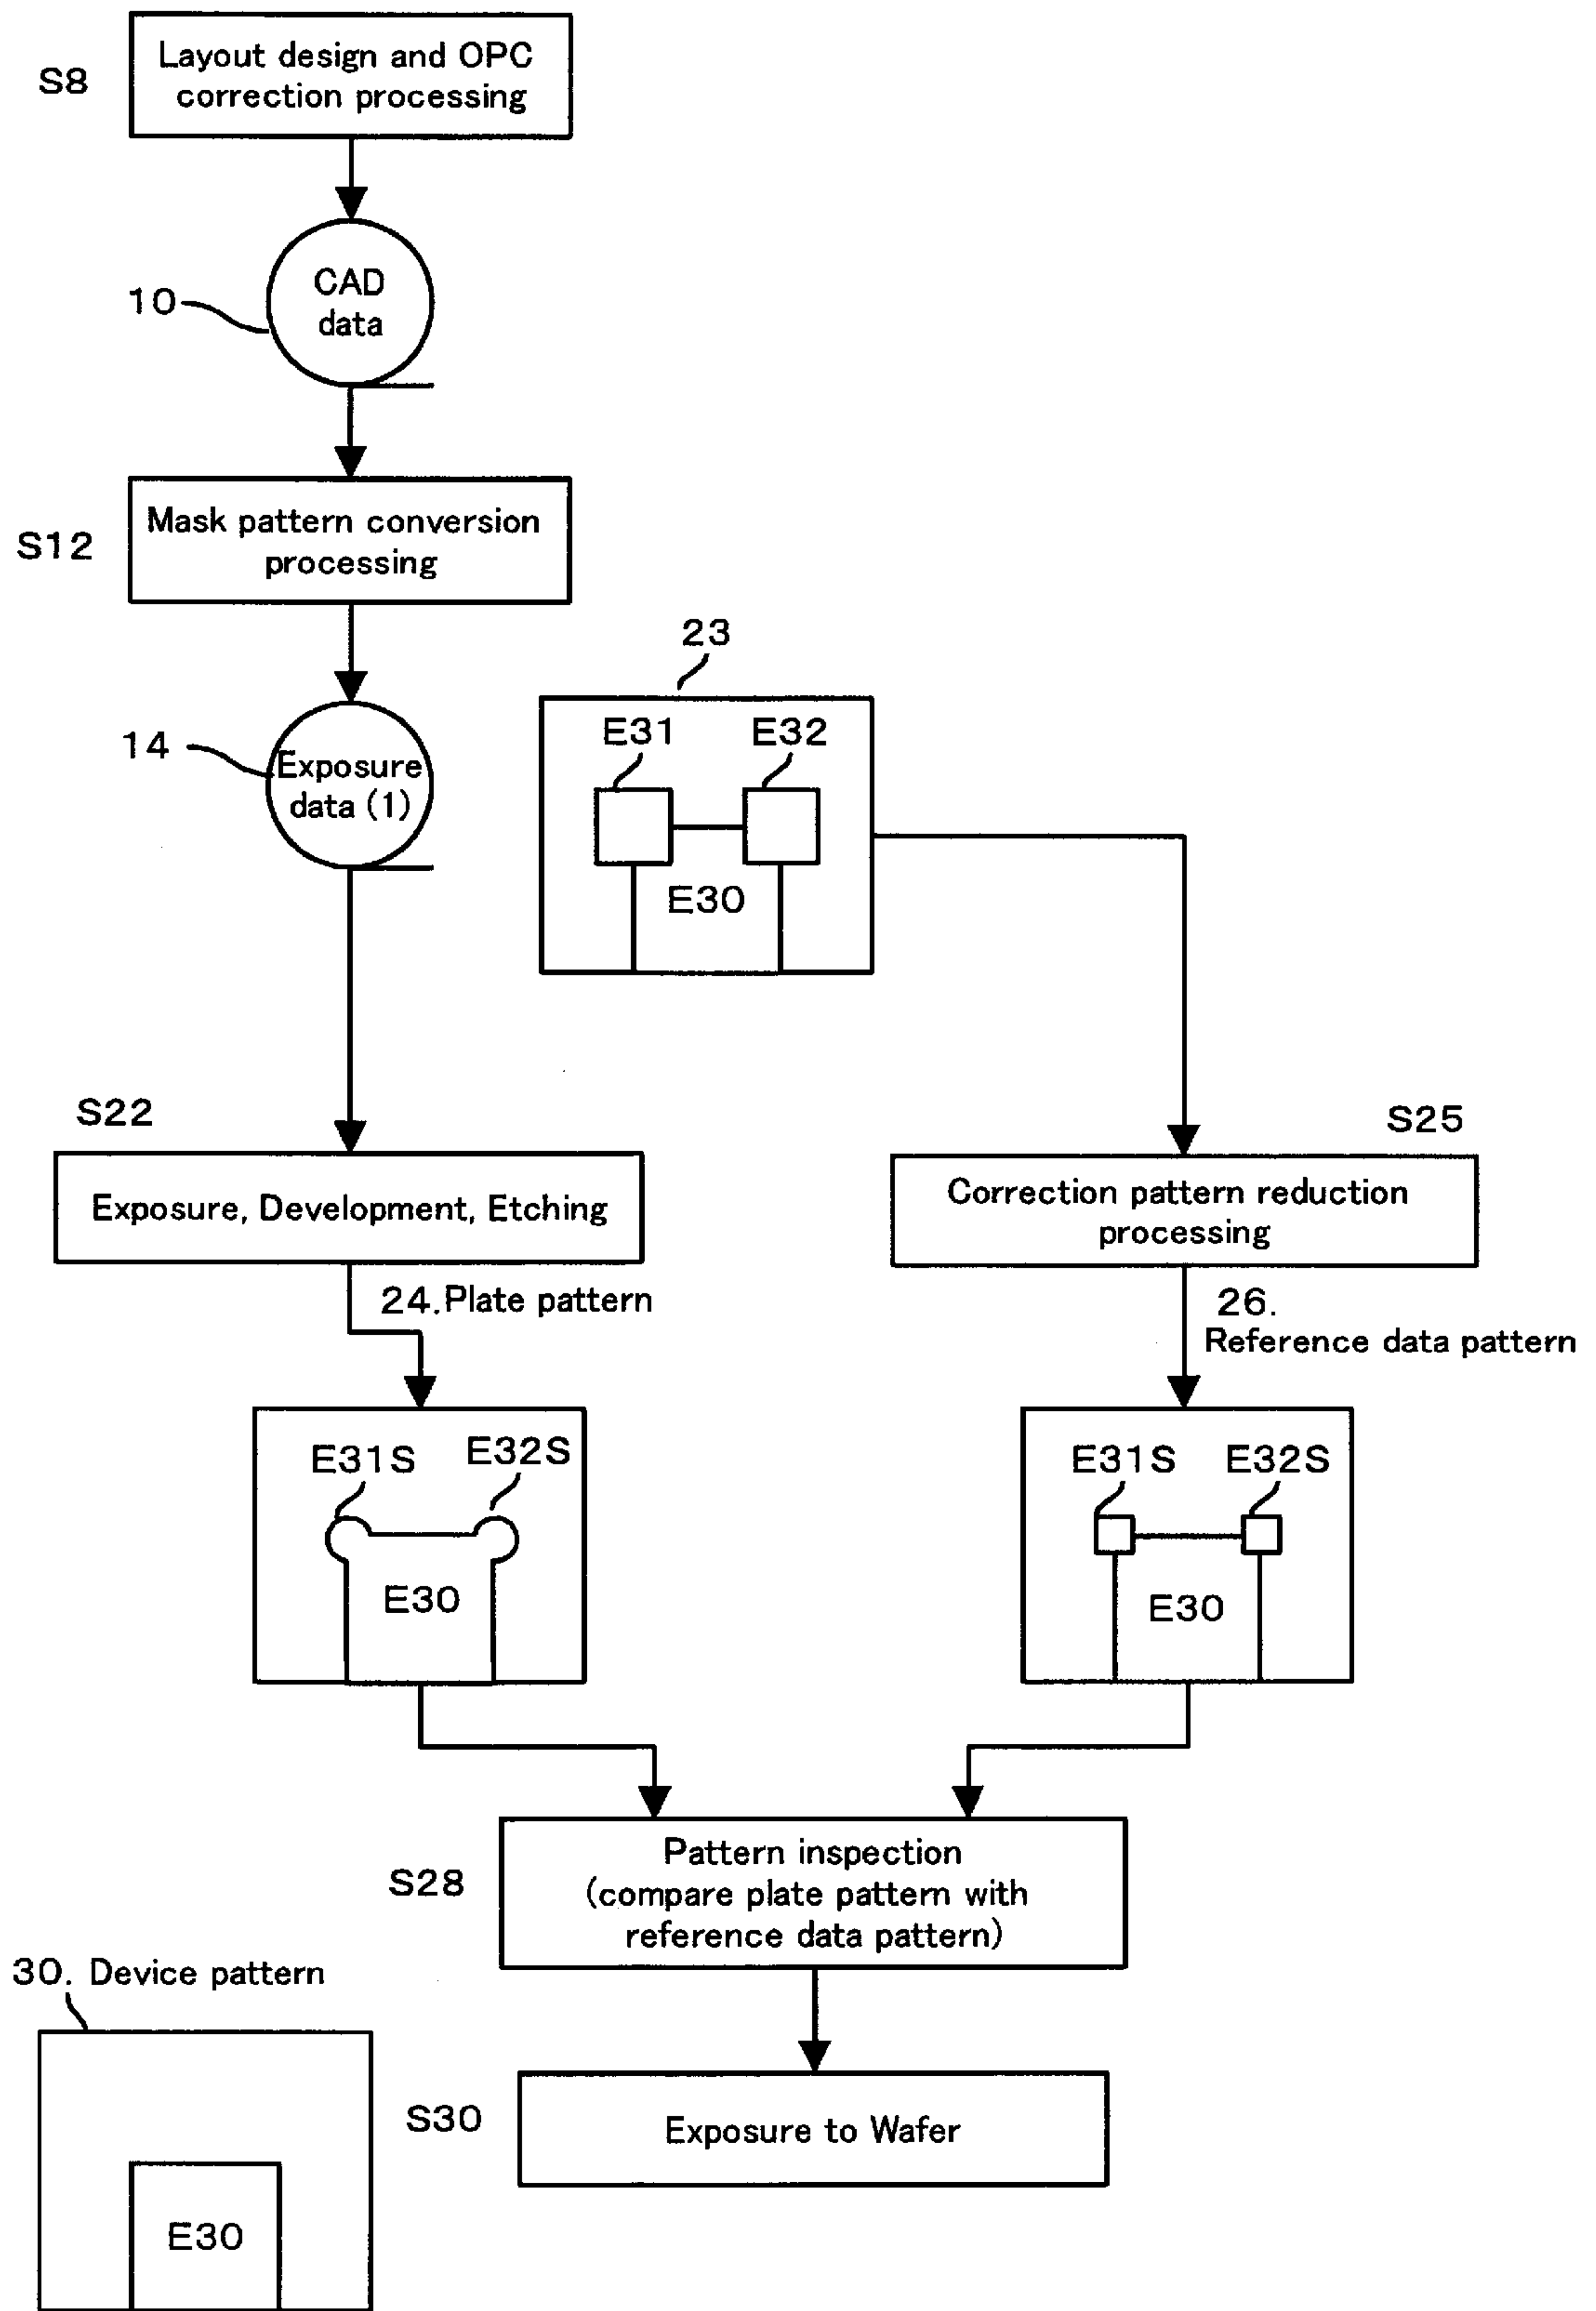 S8
Layout design and OPC
correction processing
10
CAD
data
S12
Mask pattern conversion
processing
23
14
Exposure
data (1)
E31
E32
E30
S22
Exposure, Development, Etching
S25
Correction pattern reduction
processing
24. Plate pattern
26.
Reference data pattern
E31S
E32S
E30
E31S
E32S
E30
S28
Pattern inspection
(compare plate pattern with
reference data pattern)
30. Device pattern
E30
S30
Exposure to Wafer